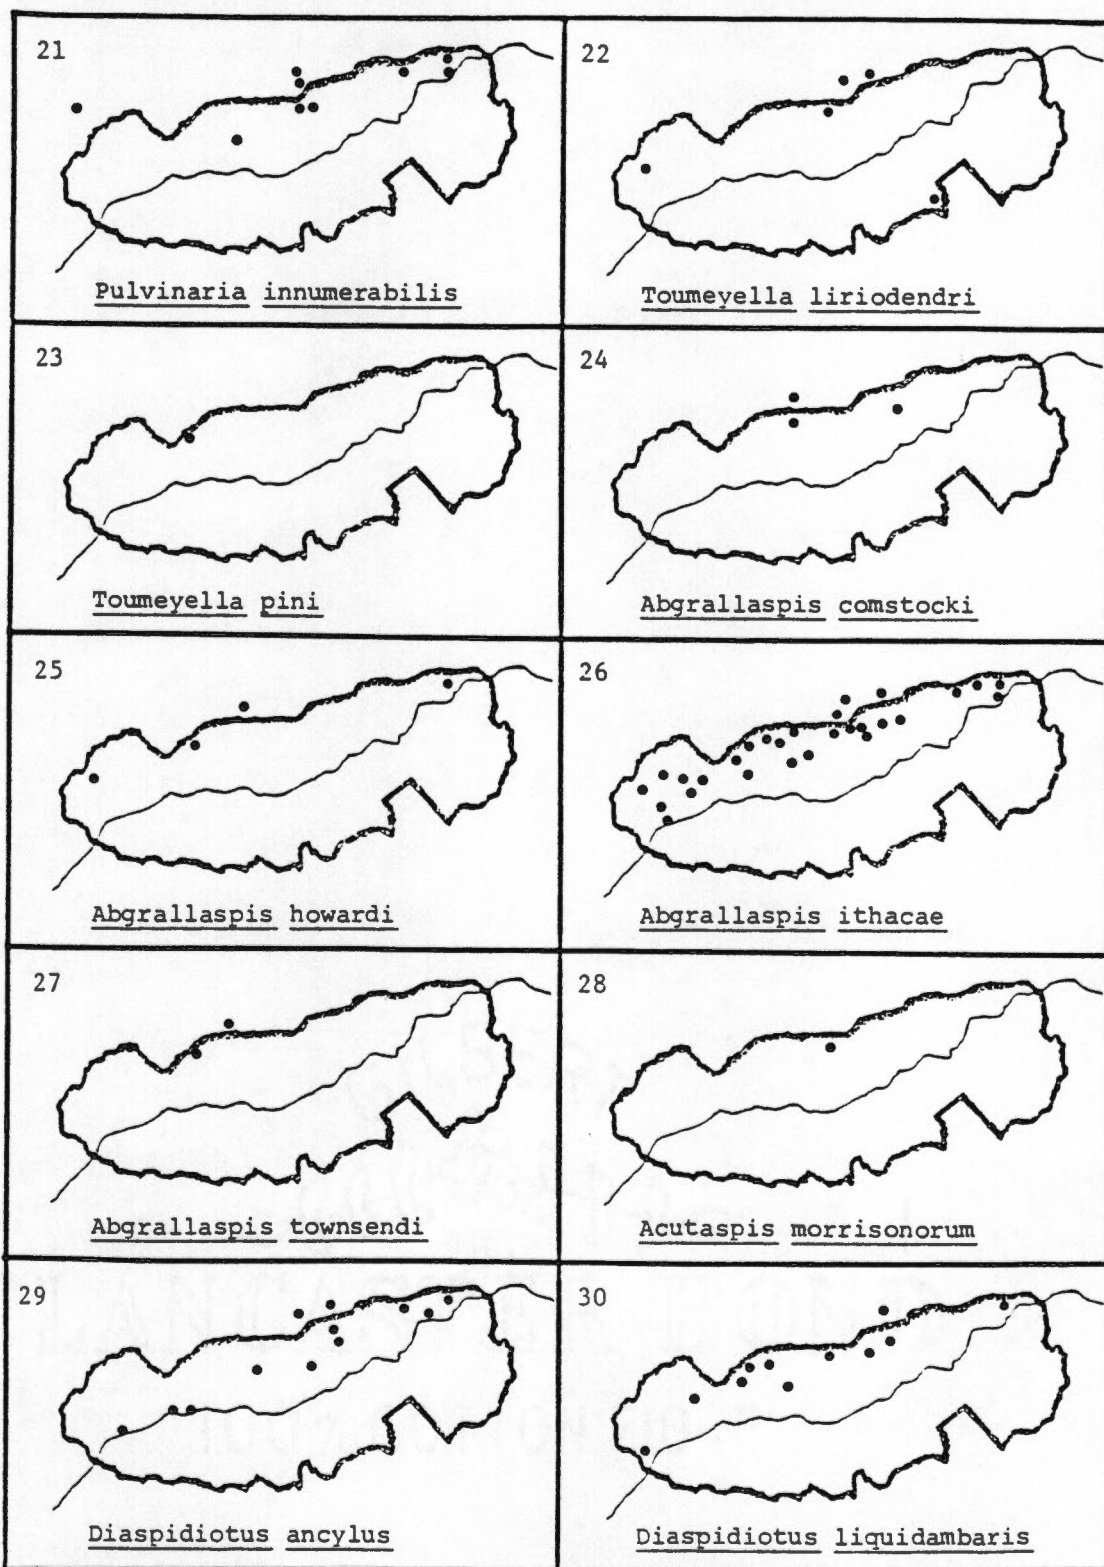 21
Pulvinaria innumerabilis
22
Toumeyella liriodendri
23
Toumeyella pini
24
Abgrallaspis comstocki
25
Abgrallaspis howardi
26
Abgrallaspis ithacae
27
Abgrallaspis townsendi
28
Acutaspis morrisonorum
29
Diaspidiotus ancylus
30
Diaspidiotus liquidambaris